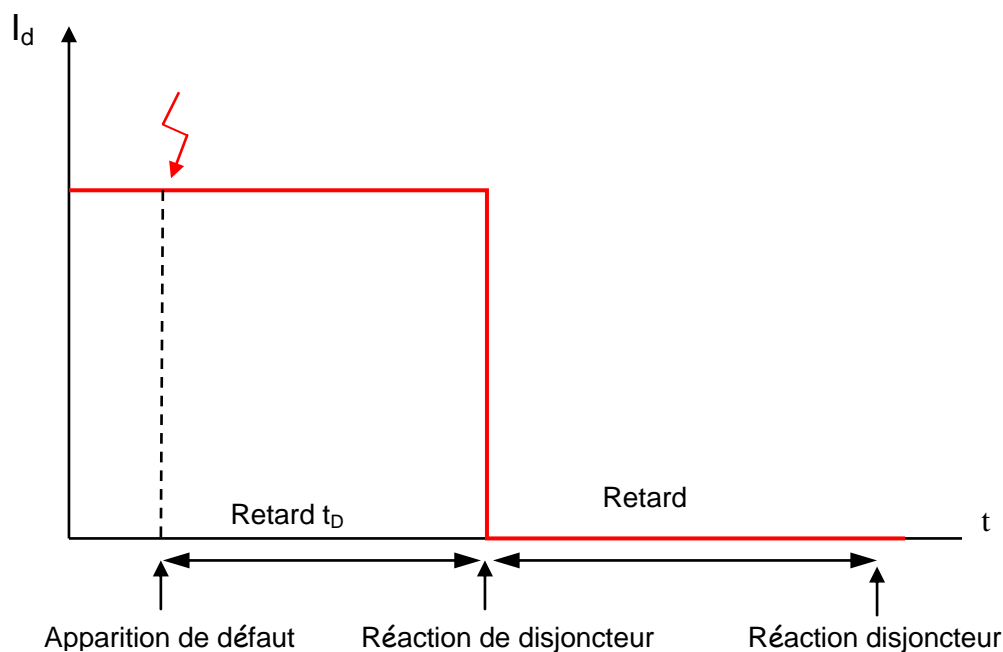 Id
Retard
Retard tD
t
Apparition de défaut
Réaction de disjoncteur
Réaction disjoncteur